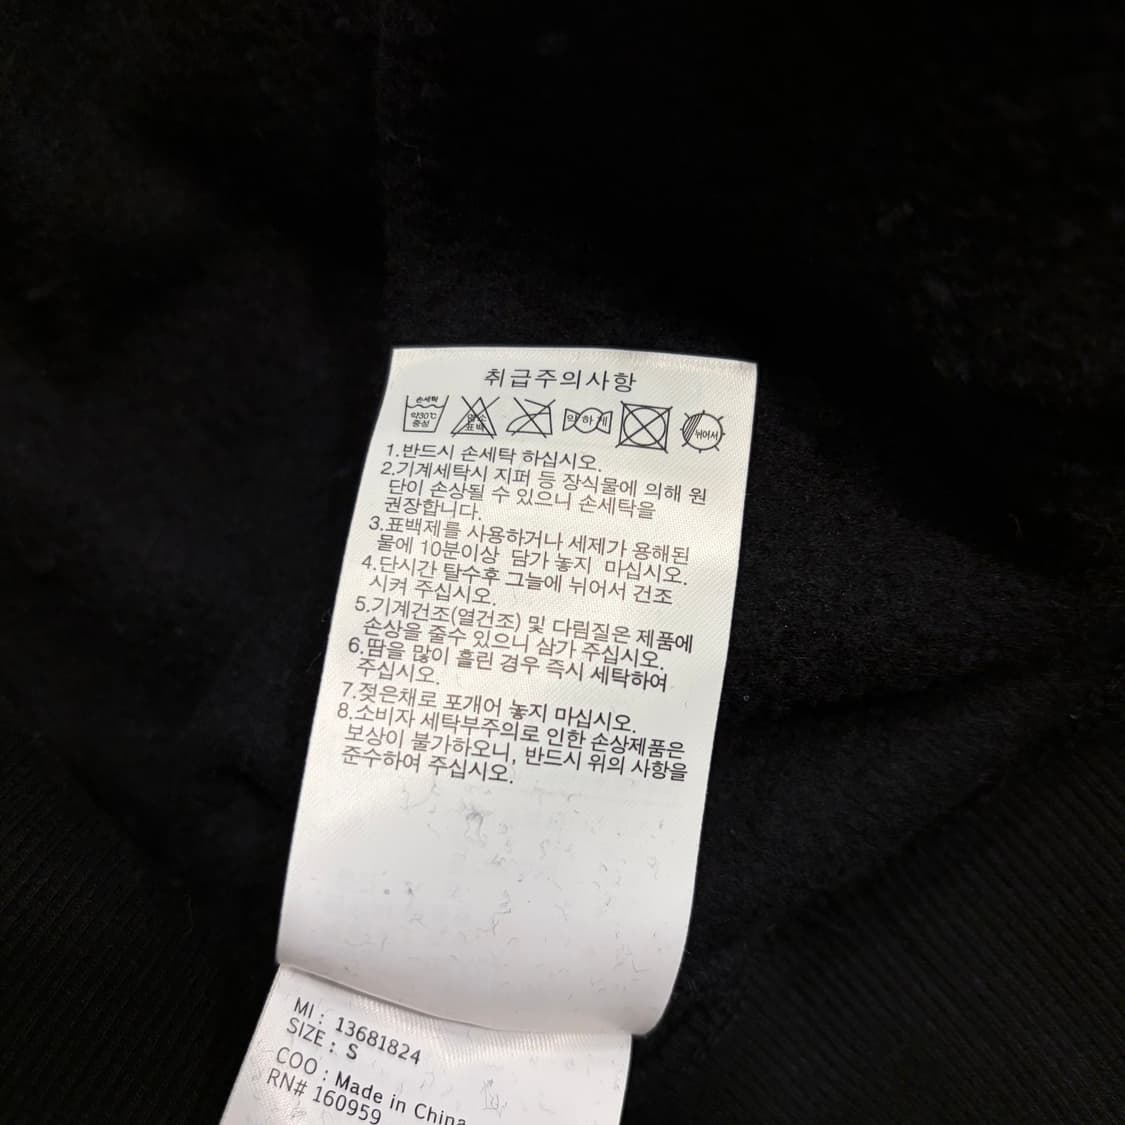 취급주의사항
손세탁
약30℃
중성
염소
표백
약하게
뉘어서
1.반드시 손세탁 하십시오.
2.기계세탁시 지퍼 등 장식물에 의해 원
단이 손상될 수 있으니 손세탁을
권장합니다.
3.표백제를 사용하거나 세제가 용해된
물에 10분이상 담가 놓지 마십시오.
4.단시간 탈수후 그늘에 뉘어서 건조
시켜 주십시오.
5.기계건조(열건조) 및 다림질은 제품에
손상을 줄수 있으니 삼가 주십시오.
6.땀을 많이 흘린 경우 즉시 세탁하여
주십시오.
7.젖은채로 포개어 놓지 마십시오.
8.소비자 세탁부주의로 인한 손상제품은
보상이 불가하오니, 반드시 위의 사항을
준수하여 주십시오.
MI : 13681824
SIZE : S
COO : Made in China
RN# 160959